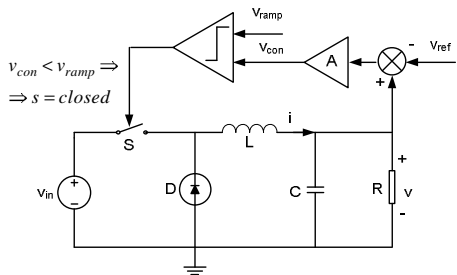 v_ramp
v_con
A
-
v_ref
+
v_con < v_ramp ⇒
⇒ s = closed
S
L
i
v_in
+
-
D
C
R
+
v
-